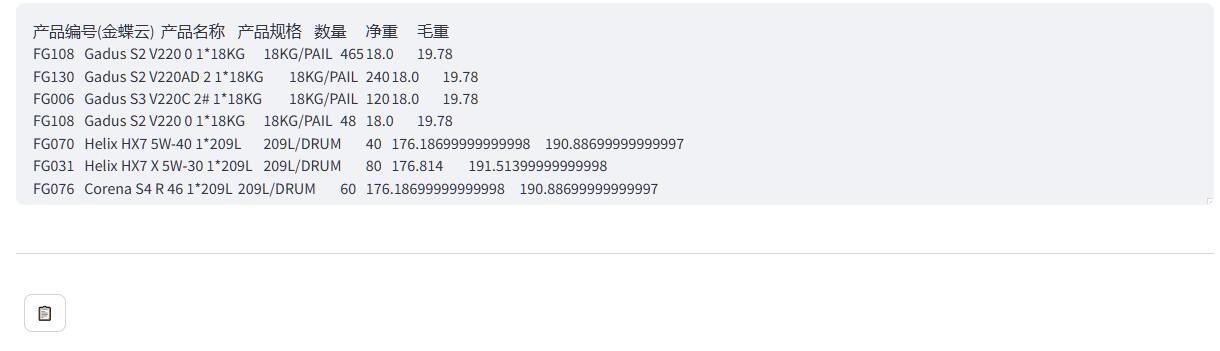 产品编号(金蝶云) 产品名称 产品规格 数量 净重 毛重
FG108 Gadus S2 V220 0 1*18KG 18KG/PAIL 465 18.0 19.78
FG130 Gadus S2 V220AD 2 1*18KG 18KG/PAIL 240 18.0 19.78
FG006 Gadus S3 V220C 2# 1*18KG 18KG/PAIL 120 18.0 19.78
FG108 Gadus S2 V220 0 1*18KG 18KG/PAIL 48 18.0 19.78
FG070 Helix HX7 5W-40 1*209L 209L/DRUM 40 176.18699999999998 190.88699999999997
FG031 Helix HX7 X 5W-30 1*209L 209L/DRUM 80 176.814 191.51399999999998
FG076 Corena S4 R 46 1*209L 209L/DRUM 60 176.18699999999998 190.88699999999997